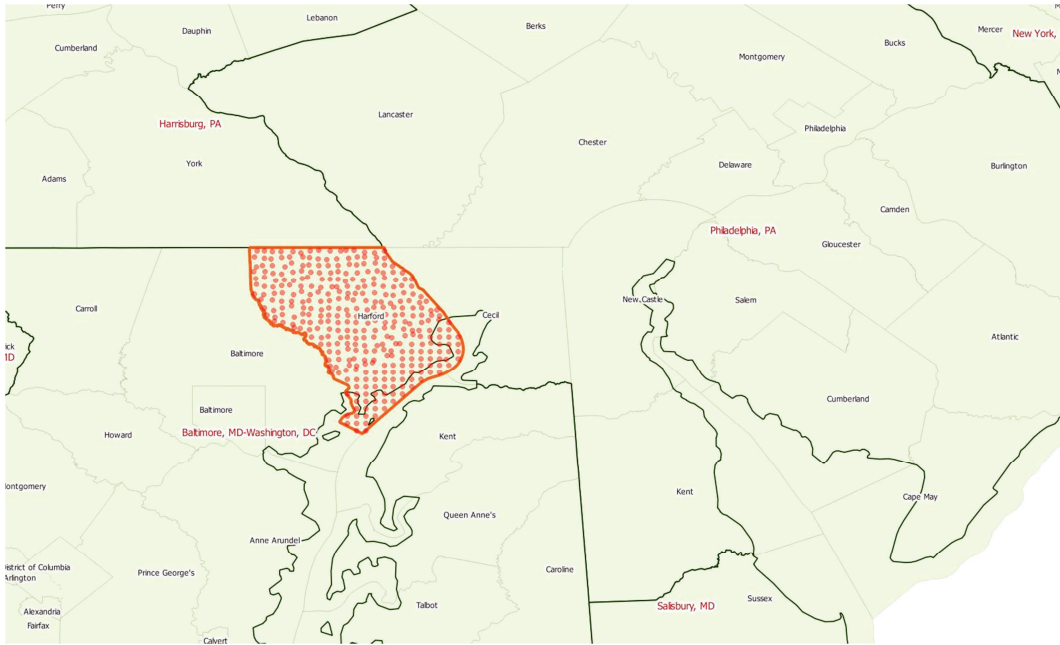 Perry
Lebanon
Berks
Mercer
New York,
Dauphin
Bucks
Cumberland
Montgomery
Lancaster
Harrisburg, PA
Philadelphia
Chester
York
Delaware
Burlington
Adams
Camden
Philadelphia, PA
Gloucester
New Castle
Salem
Carroll
Harford
Cecil
Atlantic
ick
MD
Baltimore
Cumberland
Baltimore
Baltimore, MD-Washington, DC
Howard
Kent
Montgomery
Kent
Cape May
Queen Anne's
Anne Arundel
District of Columbia
Arlington
Prince George's
Caroline
Sussex
Alexandria
Talbot
Salisbury, MD
Fairfax
Calvert